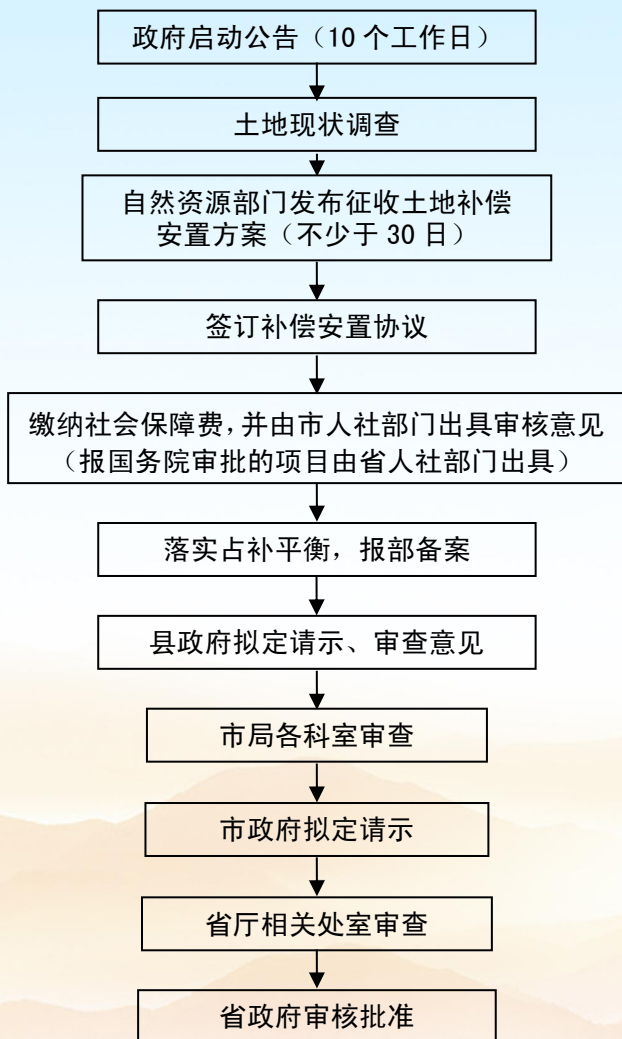 政府启动公告（10 个工作日）
土地现状调查
自然资源部门发布征收土地补偿
安置方案（不少于 30 日）
签订补偿安置协议
缴纳社会保障费，并由市人社部门出具审核意见
（报国务院审批的项目由省人社部门出具）
落实占补平衡，报部备案
县政府拟定请示、审查意见
市局各科室审查
市政府拟定请示
省厅相关处室审查
省政府审核批准